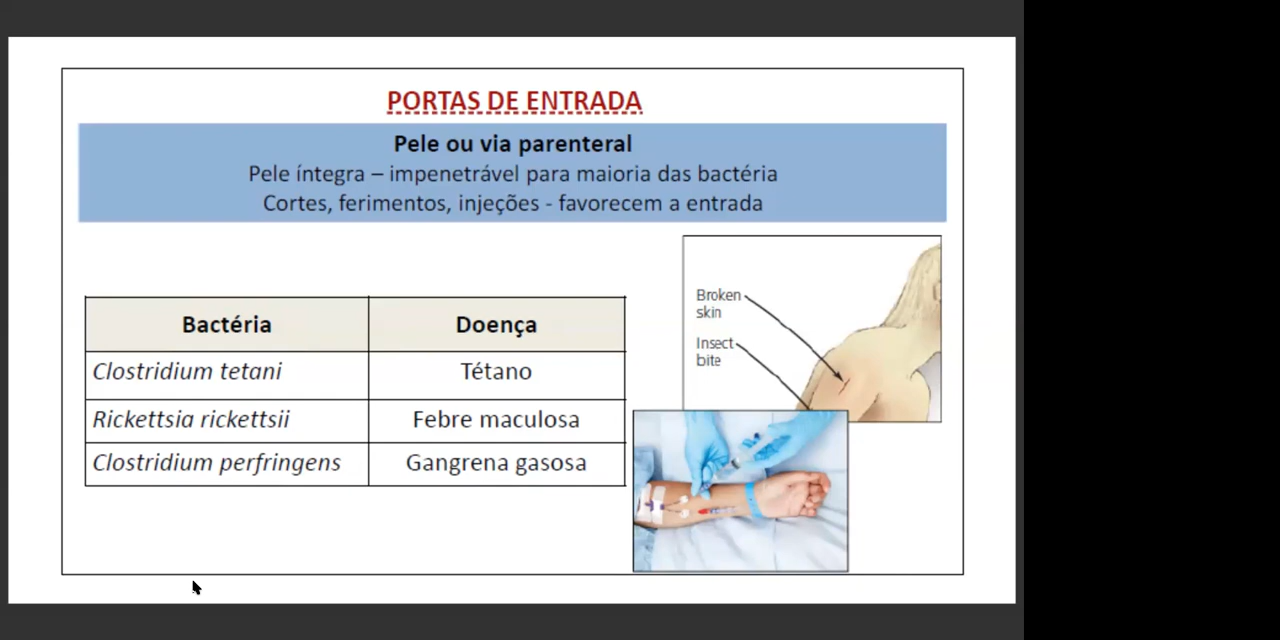 PORTAS DE ENTRADA
Pele ou via parenteral
Pele íntegra – impenetrável para maioria das bactéria
Cortes, ferimentos, injeções - favorecem a entrada
Broken
skin
Insect
bite
Bactéria Doença
Clostridium tetani Tétano
Rickettsia rickettsii Febre maculosa
Clostridium perfringens Gangrena gasosa